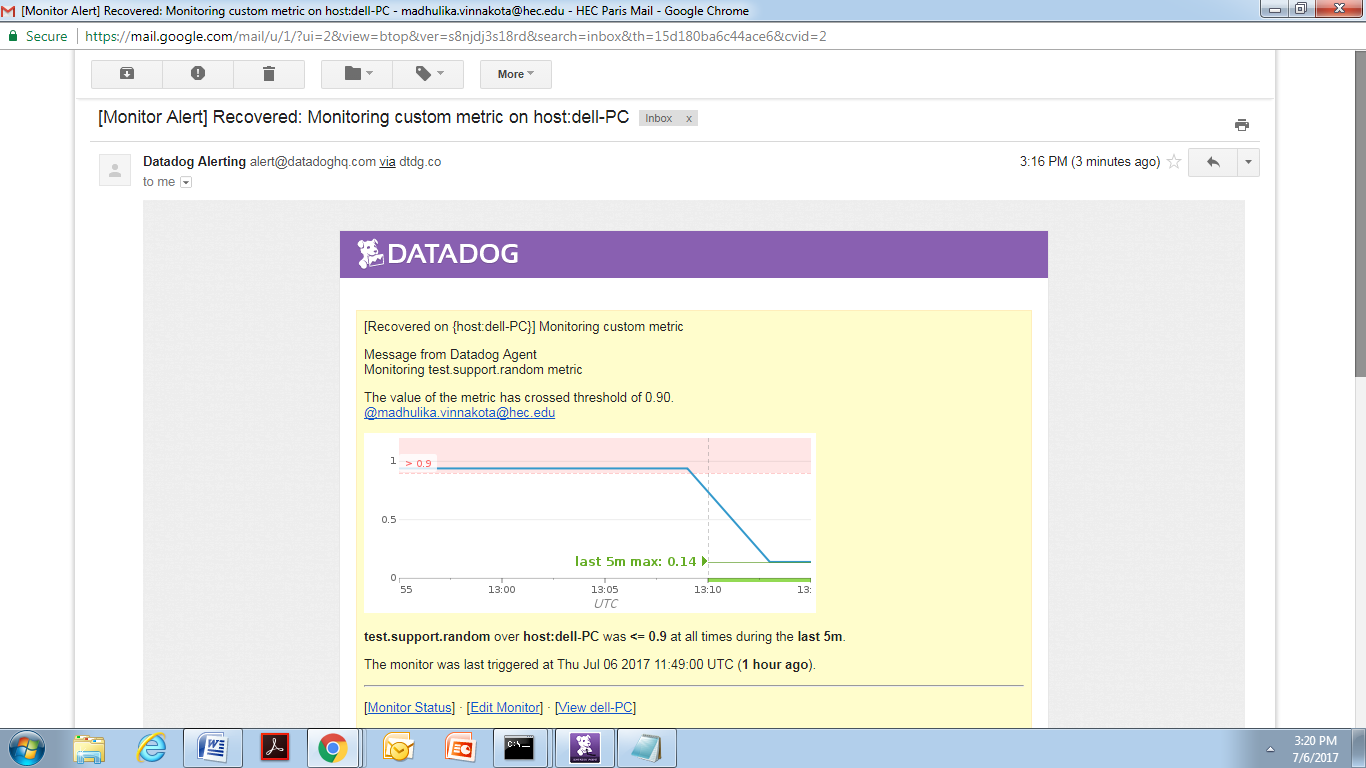 [Monitor Alert] Recovered: Monitoring custom metric on host:dell-PC - madhulika.vinnakota@hec.edu - HEC Paris Mail - Google Chrome
Secure https://mail.google.com/mail/u/1/?ui=2&view=btop&ver=s8njdj3s18rd&search=inbox&th=15d180ba6c44ace6&cvid=2
More
[Monitor Alert] Recovered: Monitoring custom metric on host:dell-PC Inbox x
Datadog Alerting alert@datadoghq.com via dtdg.co 3:16 PM (3 minutes ago)
to me
DATADOG
[Recovered on {host:dell-PC}] Monitoring custom metric
Message from Datadog Agent
Monitoring test.support.random metric
The value of the metric has crossed threshold of 0.90.
@madhulika.vinnakota@hec.edu
1
> 0.9
0.5
last 5m max: 0.14
0
55 13:00 13:05 13:10 13:
UTC
test.support.random over host:dell-PC was <= 0.9 at all times during the last 5m.
The monitor was last triggered at Thu Jul 06 2017 11:49:00 UTC (1 hour ago).
[Monitor Status] · [Edit Monitor] · [View dell-PC]
3:20 PM
7/6/2017